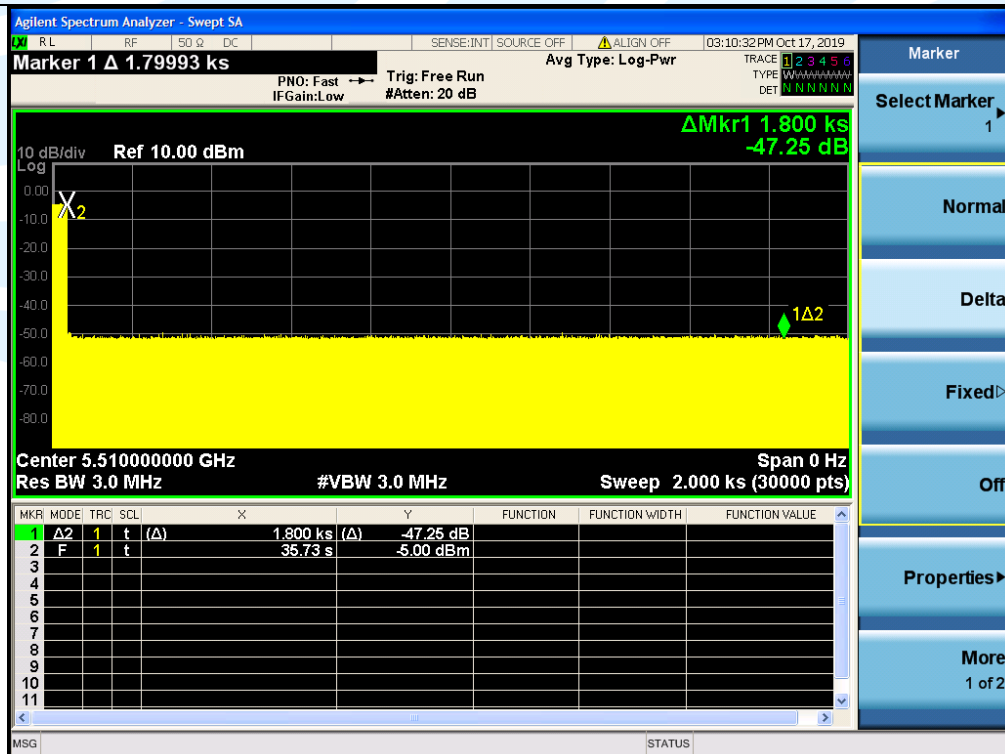 Agilent Spectrum Analyzer - Swept SA
LXI RL RF 50 Ω DC SENSE:INT SOURCE OFF ⚠ALIGN OFF 03:10:32 PM Oct 17, 2019
Marker 1 Δ 1.79993 ks
PNO: Fast
IFGain:Low
Trig: Free Run
#Atten: 20 dB
Avg Type: Log-Pwr
TRACE 1 2 3 4 5 6
TYPE W
DET N N N N N N
10 dB/div
Log
Ref 10.00 dBm
ΔMkr1 1.800 ks
-47.25 dB
0.00
-10.0
-20.0
-30.0
-40.0
-50.0
-60.0
-70.0
-80.0
X2
1Δ2
Center 5.510000000 GHz Span 0 Hz
Res BW 3.0 MHz #VBW 3.0 MHz Sweep 2.000 ks (30000 pts)
MKR MODE TRC SCL X Y FUNCTION FUNCTION WIDTH FUNCTION VALUE
1 Δ2 1 t (Δ) 1.800 ks (Δ) -47.25 dB
2 F 1 t 35.73 s -5.00 dBm
3
4
5
6
7
8
9
10
11
MSG STATUS
Marker
Select Marker
1
Normal
Delta
Fixed
Off
Properties
More
1 of 2